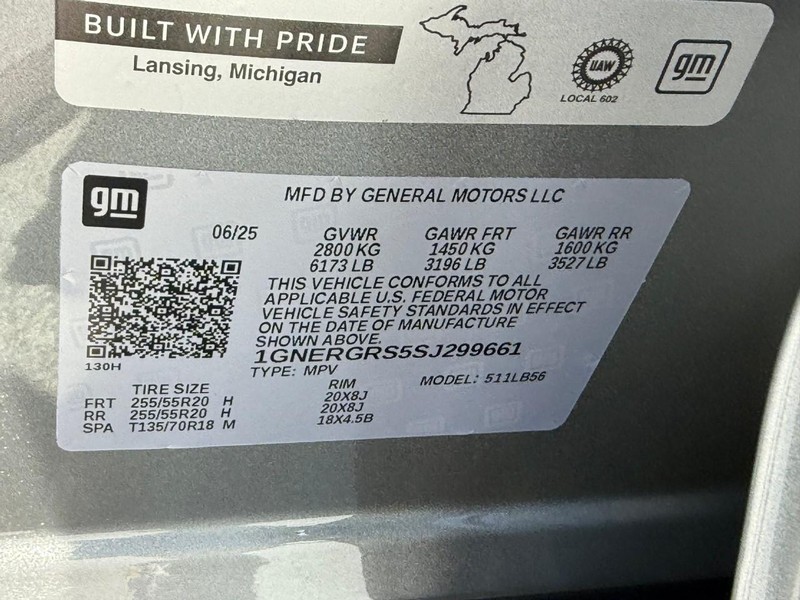 BUILT WITH PRIDE
Lansing, Michigan
UAW
LOCAL 602
gm
gm
MFD BY GENERAL MOTORS LLC
06/25 GVWR GAWR FRT GAWR RR
2800 KG 1450 KG 1600 KG
6173 LB 3196 LB 3527 LB
THIS VEHICLE CONFORMS TO ALL
APPLICABLE U.S. FEDERAL MOTOR
VEHICLE SAFETY STANDARDS IN EFFECT
ON THE DATE OF MANUFACTURE
SHOWN ABOVE.
1GNERGRS5SJ299661
130H
TYPE: MPV MODEL: 511LB56
TIRE SIZE RIM
FRT 255/55R20 H 20X8J
RR 255/55R20 H 20X8J
SPA T135/70R18 M 18X4.5B